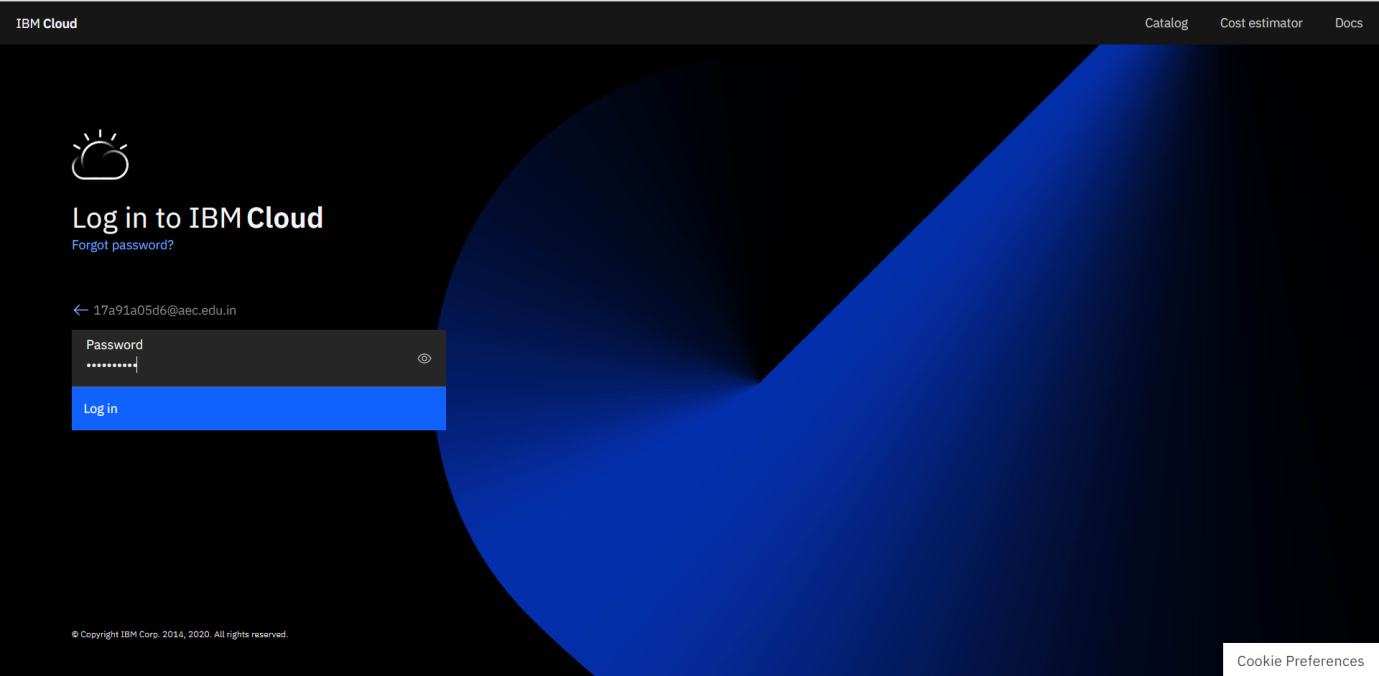 IBM Cloud
Catalog
Cost estimator
Docs
Log in to IBM Cloud
Forgot password?
17a91a05d6@aec.edu.in
Password
••••••••••
Log in
© Copyright IBM Corp. 2014, 2020. All rights reserved.
Cookie Preferences